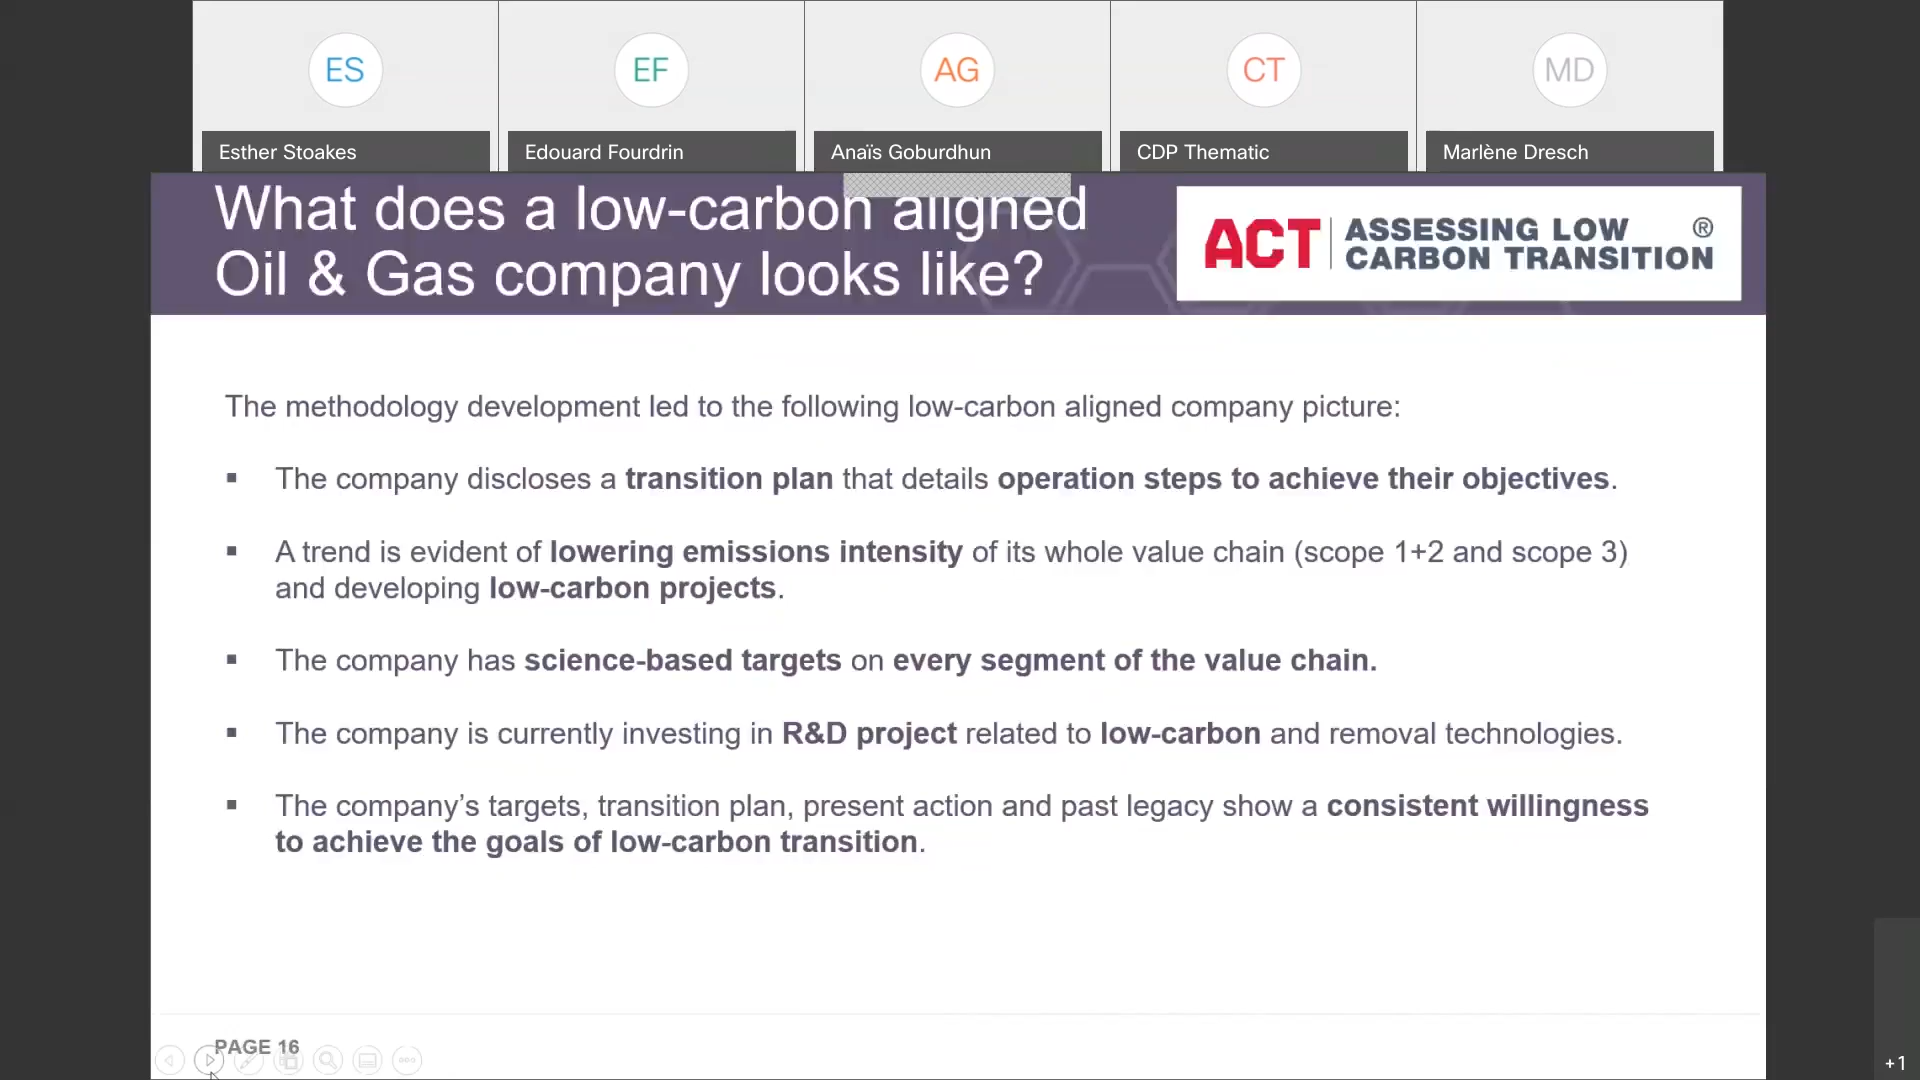 ES
EF
AG
CT
MD
Esther Stoakes
Edouard Fourdrin
Anaïs Goburdhun
CDP Thematic
Marlène Dresch
What does a low-carbon aligned
Oil & Gas company looks like?
ACT ASSESSING LOW ®
CARBON TRANSITION
The methodology development led to the following low-carbon aligned company picture:
▪ The company discloses a transition plan that details operation steps to achieve their objectives.
▪ A trend is evident of lowering emissions intensity of its whole value chain (scope 1+2 and scope 3)
and developing low-carbon projects.
▪ The company has science-based targets on every segment of the value chain.
▪ The company is currently investing in R&D project related to low-carbon and removal technologies.
▪ The company’s targets, transition plan, present action and past legacy show a consistent willingness
to achieve the goals of low-carbon transition.
PAGE 16
+1